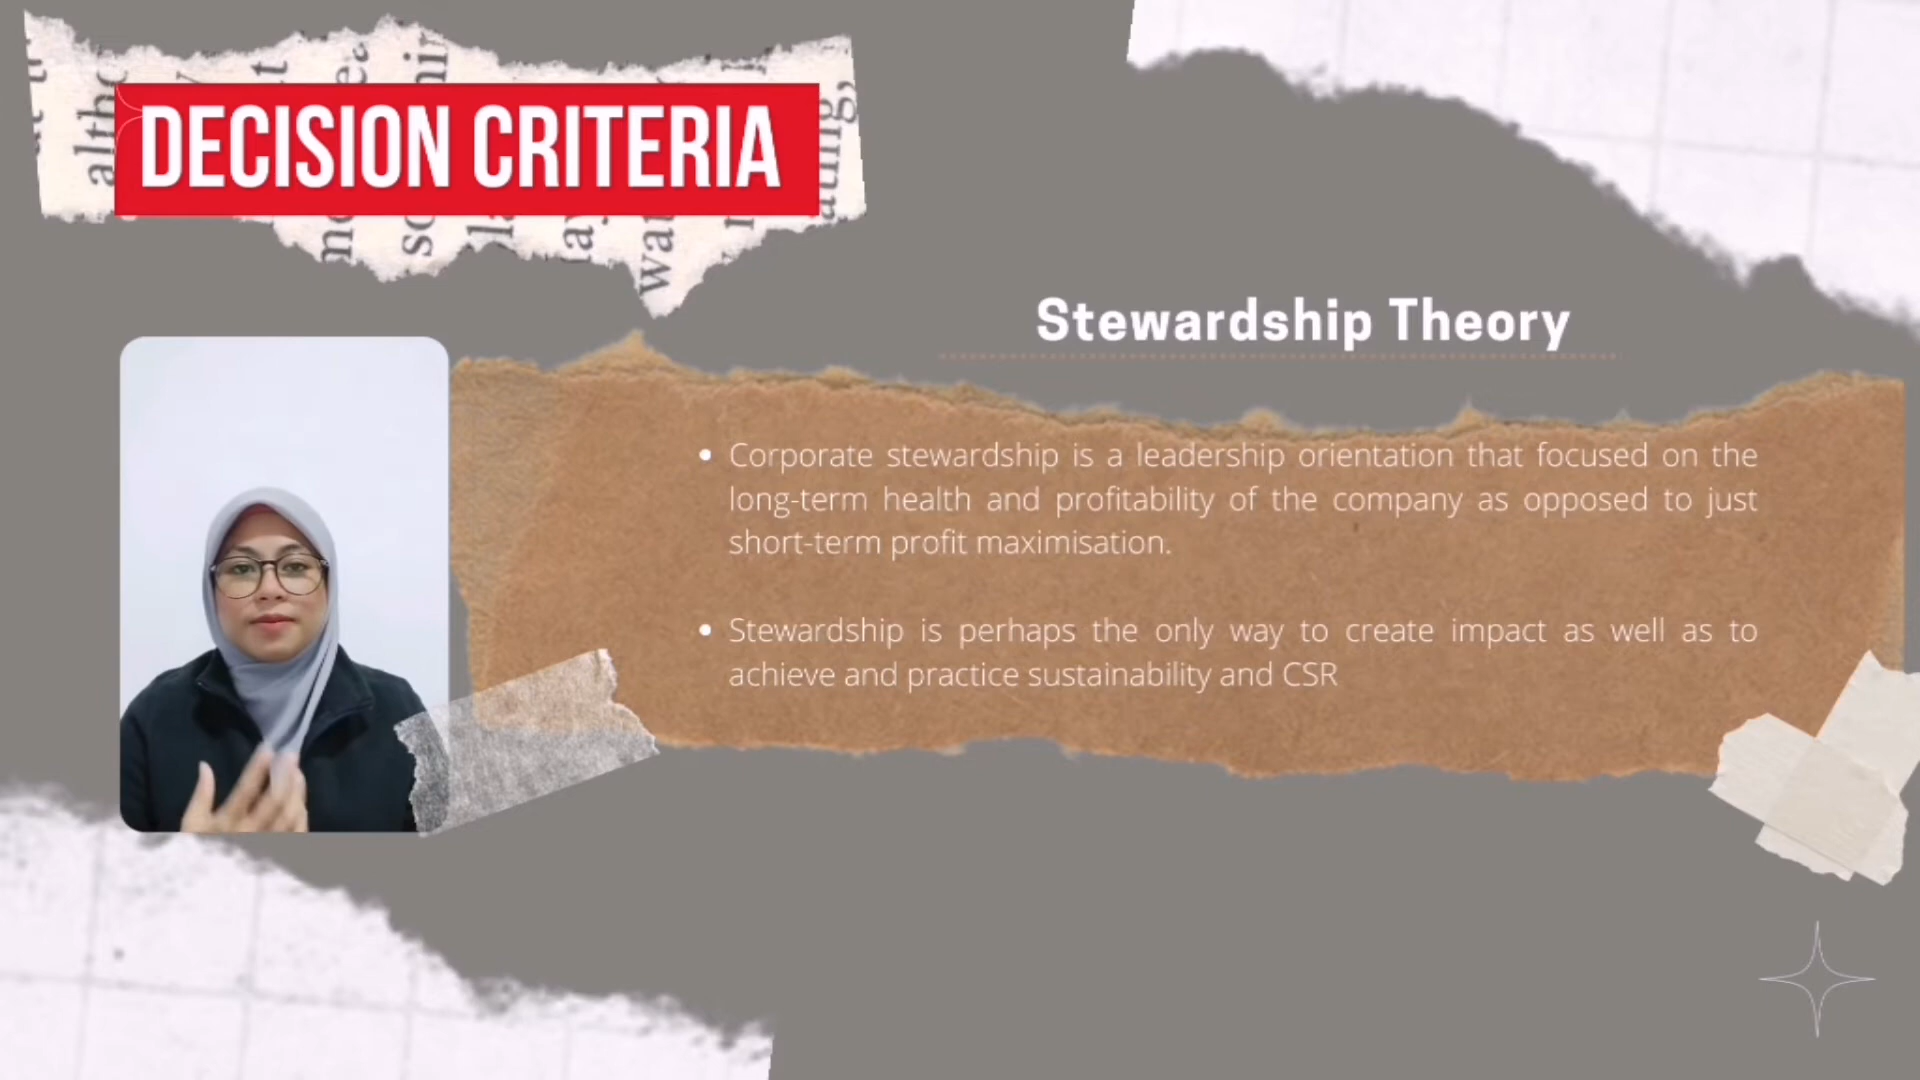 DECISION CRITERIA
Stewardship Theory
• Corporate stewardship is a leadership orientation that focused on the
long-term health and profitability of the company as opposed to just
short-term profit maximisation.
• Stewardship is perhaps the only way to create impact as well as to
achieve and practice sustainability and CSR